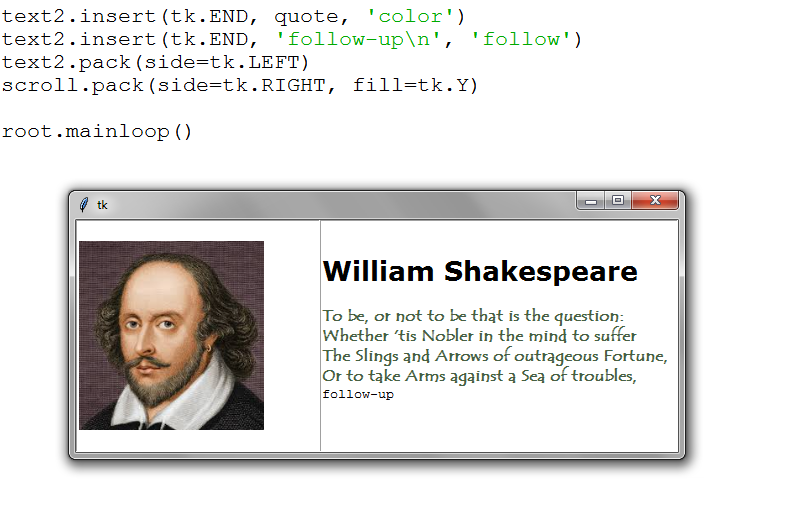 text2.insert(tk.END, quote, 'color')
text2.insert(tk.END, 'follow-up\n', 'follow')
text2.pack(side=tk.LEFT)
scroll.pack(side=tk.RIGHT, fill=tk.Y)
root.mainloop()
tk
William Shakespeare
To be, or not to be that is the question:
Whether 'tis Nobler in the mind to suffer
The Slings and Arrows of outrageous Fortune,
Or to take Arms against a Sea of troubles,
follow-up